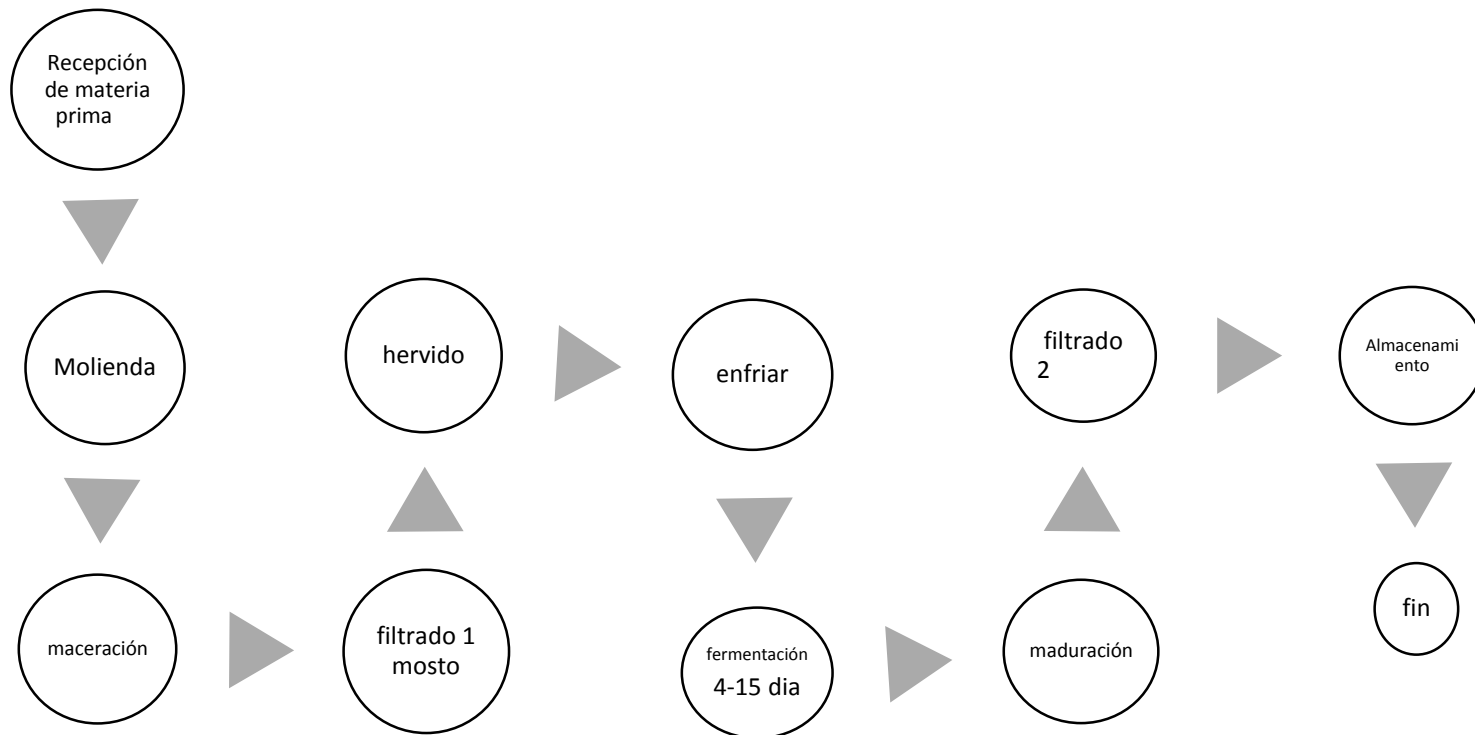 Recepción
de materia
prima
Molienda
maceración
filtrado 1
mosto
hervido
enfriar
fermentación
4-15 dia
maduración
filtrado
2
Almacenami
ento
fin